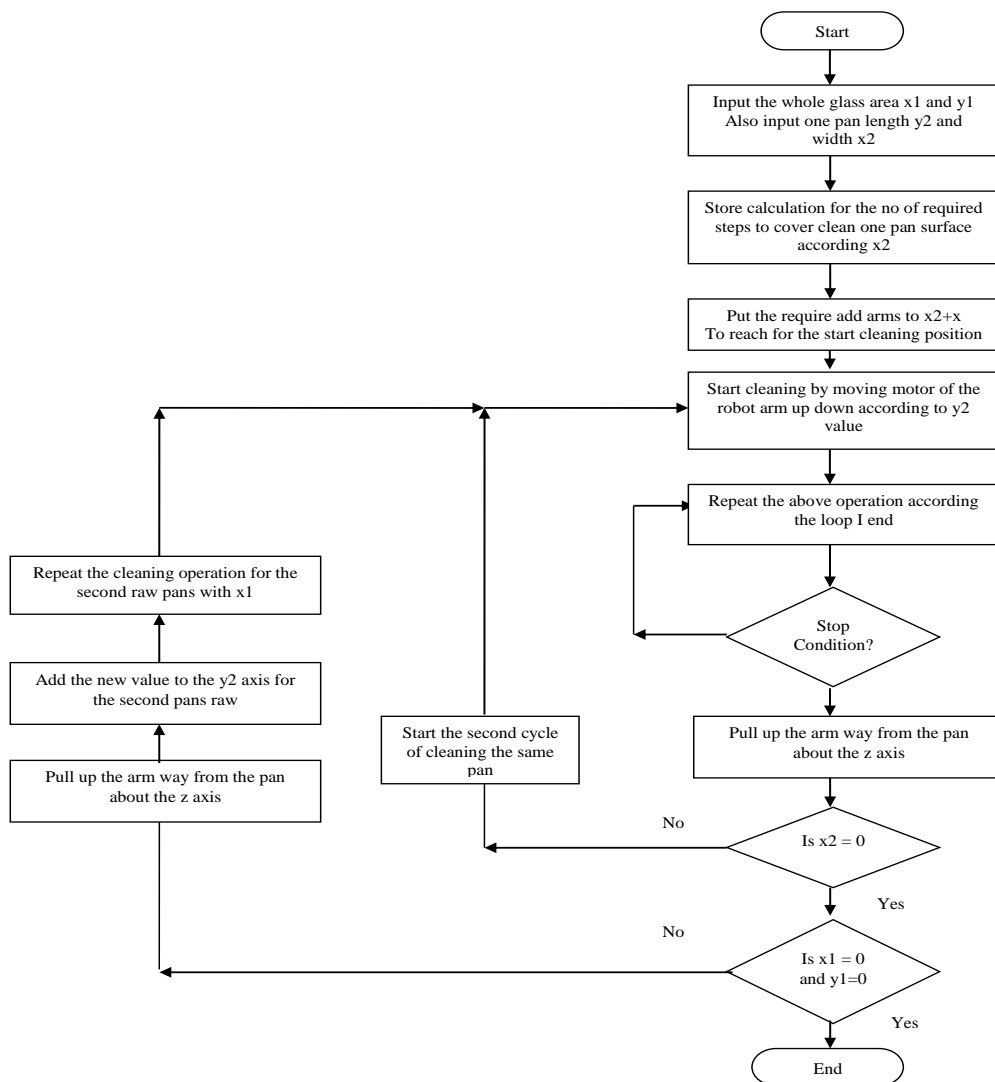 Start
Input the whole glass area x1 and y1
Also input one pan length y2 and
width x2
Store calculation for the no of required
steps to cover clean one pan surface
according x2
Put the require add arms to x2+x
To reach for the start cleaning position
Start cleaning by moving motor of the
robot arm up down according to y2
value
Repeat the above operation according
the loop I end
Stop
Condition?
Pull up the arm way from the pan
about the z axis
Is x2 = 0
No
Yes
Start the second cycle
of cleaning the same
pan
Is x1 = 0
and y1=0
No
Yes
Pull up the arm way from the pan
about the z axis
Add the new value to the y2 axis for
the second pans raw
Repeat the cleaning operation for the
second raw pans with x1
End